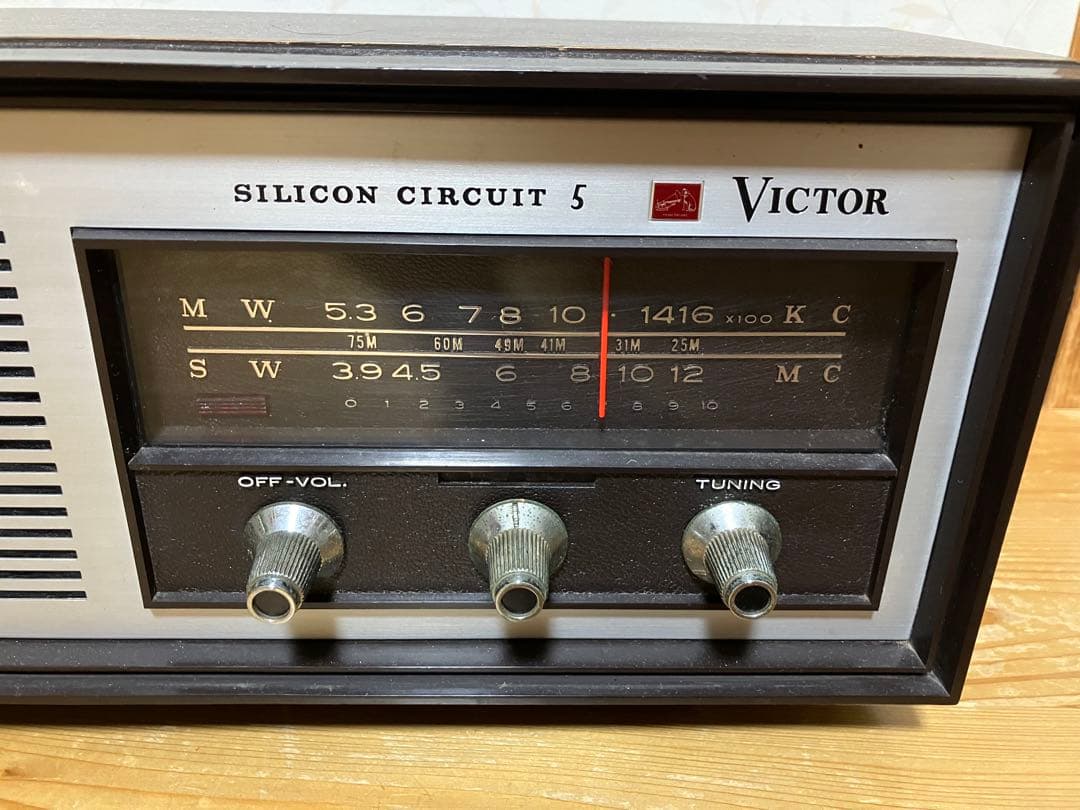 SILICON CIRCUIT 5 VICTOR
M W. 5.3 6 7 8 10 · 14 16 x100 K C
75M 60M 49M 41M 31M 25M
S W 3.9 4.5 6 8 10 12 M C
0 1 2 3 4 5 6 8 9 10
OFF-VOL. TUNING